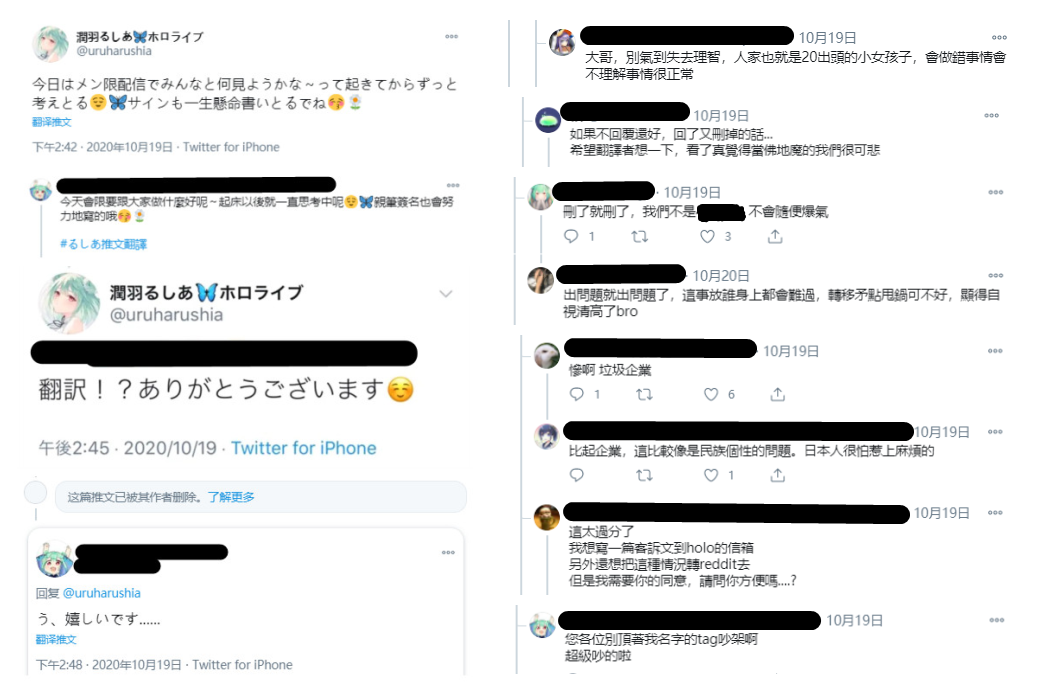 潤羽るしあ🦋ホロライブ
@uruharushia
今日はメン限配信でみんなと何見ようかな~って起きてからずっと
考えとる😌🦋サインも一生懸命書いとるでね😚🌷
翻译推文
下午2:42 · 2020年10月19日 · Twitter for iPhone
今天會限要跟大家做什麼好呢~起床以後就一直思考中呢😌🦋親筆簽名也會努
力地寫的哦😚🌷
#るしあ推文翻譯
潤羽るしあ🦋ホロライブ
@uruharushia
翻訳!?ありがとうございます☺️
午後2:45 · 2020/10/19 · Twitter for iPhone
这篇推文已被其作者删除。了解更多
回复 @uruharushia
う、嬉しいです......
翻译推文
下午2:48 · 2020年10月19日 · Twitter for iPhone
10月19日
大哥,別氣到失去理智,人家也就是20出頭的小女孩子,會做錯事情會
不理解事情很正常
10月19日
如果不回覆還好,回了又刪掉的話...
希望翻譯者想一下,看了真覺得當佛地魔的我們很可悲
· 10月19日
刪了就刪了,我們不是 不會隨便爆氣
1 3
· 10月20日
出問題就出問題了,這事放誰身上都會難過,轉移矛點甩鍋可不好,顯得自
視清高了bro
10月19日
慘啊 垃圾企業
1 6
10月19日
比起企業,這比較像是民族個性的問題。日本人很怕惹上麻煩的
1
10月19日
這太過分了
我想寫一篇客訴文到holo的信箱
另外還想把這種情況轉reddit去
但是我需要你的同意,請問你方便嗎....?
10月19日
您各位別頂著我名字的tag吵架啊
超級吵的啦